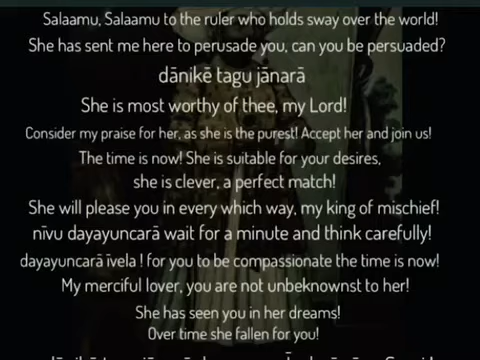 Salaamu, Salaamu to the ruler who holds sway over the world!
She has sent me here to perusade you, can you be persuaded?
dānikē tagu jānarā
She is most worthy of thee, my Lord!
Consider my praise for her, as she is the purest! Accept her and join us!
The time is now! She is suitable for your desires,
she is clever, a perfect match!
She will please you in every which way, my king of mischief!
nīvu dayayuncarā wait for a minute and think carefully!
dayayuncarā īvela ! for you to be compassionate the time is now!
My merciful lover, you are not unbeknownst to her!
She has seen you in her dreams!
Over time she fallen for you!